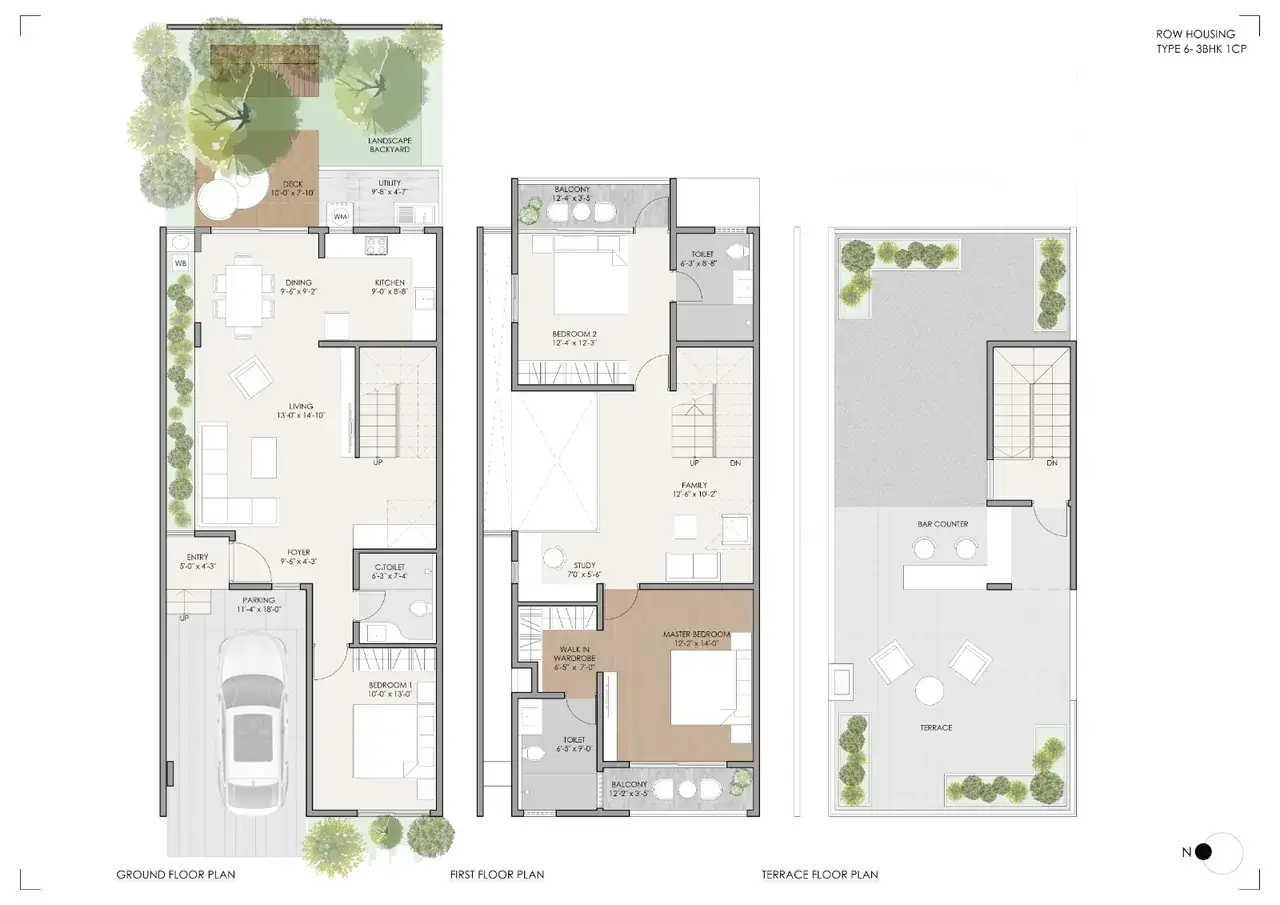 ROW HOUSING
TYPE 6- 3BHK 1CP
LANDSCAPE
BACKYARD
DECK
10'-0" x 7'-10"
UTILITY
9'-8" x 4'-7"
WM
WB
DINING
9'-6" x 9'-2"
KITCHEN
9'-0" x 8'-8"
LIVING
13'-0" x 14'-10"
UP
ENTRY
5'-0" x 4'-3"
FOYER
9'-6" x 4'-3"
C.TOILET
6'-3" x 7'-4"
PARKING
11'-4" x 18'-0"
UP
BEDROOM 1
10'-0" x 13'-0"
GROUND FLOOR PLAN
BALCONY
12'-4" x 3'-5"
TOILET
6'-3" x 8'-8"
BEDROOM 2
12'-4" x 12'-3"
UP
DN
FAMILY
12'-6" x 10'-2"
STUDY
7'0" x 5'-6"
MASTER BEDROOM
12'-2" x 14'-0"
WALK IN
WARDROBE
6'-5" x 7'-0"
TOILET
6'-5" x 9'-0"
BALCONY
12'-2" x 3'-5"
FIRST FLOOR PLAN
DN
BAR COUNTER
TERRACE
TERRACE FLOOR PLAN
N